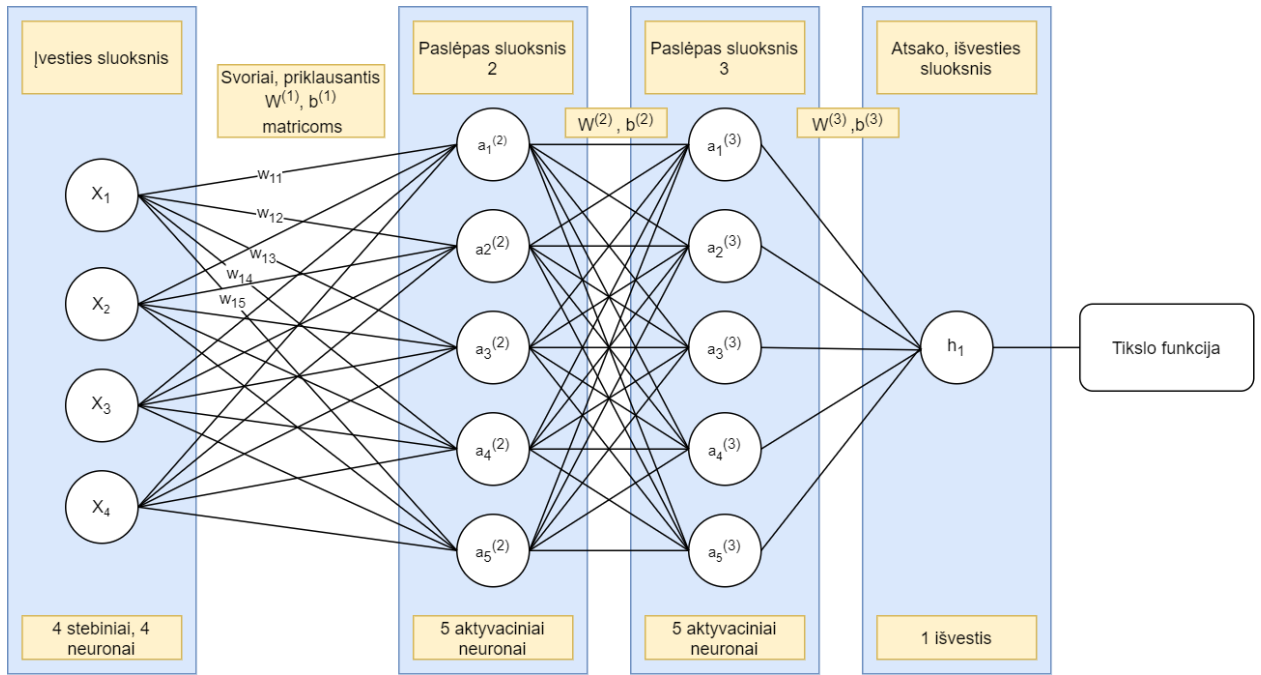 Įvesties sluoksnis
Svoriai, priklausantis
W⁽¹⁾, b⁽¹⁾
matricoms
Paslėpas sluoksnis
2
W⁽²⁾ , b⁽²⁾
Paslėpas sluoksnis
3
W⁽³⁾ ,b⁽³⁾
Atsako, išvesties
sluoksnis
X₁
X₂
X₃
X₄
w₁₁
w₁₂
w₁₃
w₁₄
w₁₅
a₁⁽²⁾
a2⁽²⁾
a₃⁽²⁾
a₄⁽²⁾
a₅⁽²⁾
a₁⁽³⁾
a₂⁽³⁾
a₃⁽³⁾
a₄⁽³⁾
a₅⁽³⁾
h₁
Tikslo funkcija
4 stebiniai, 4
neuronai
5 aktyvaciniai
neuronai
5 aktyvaciniai
neuronai
1 išvestis